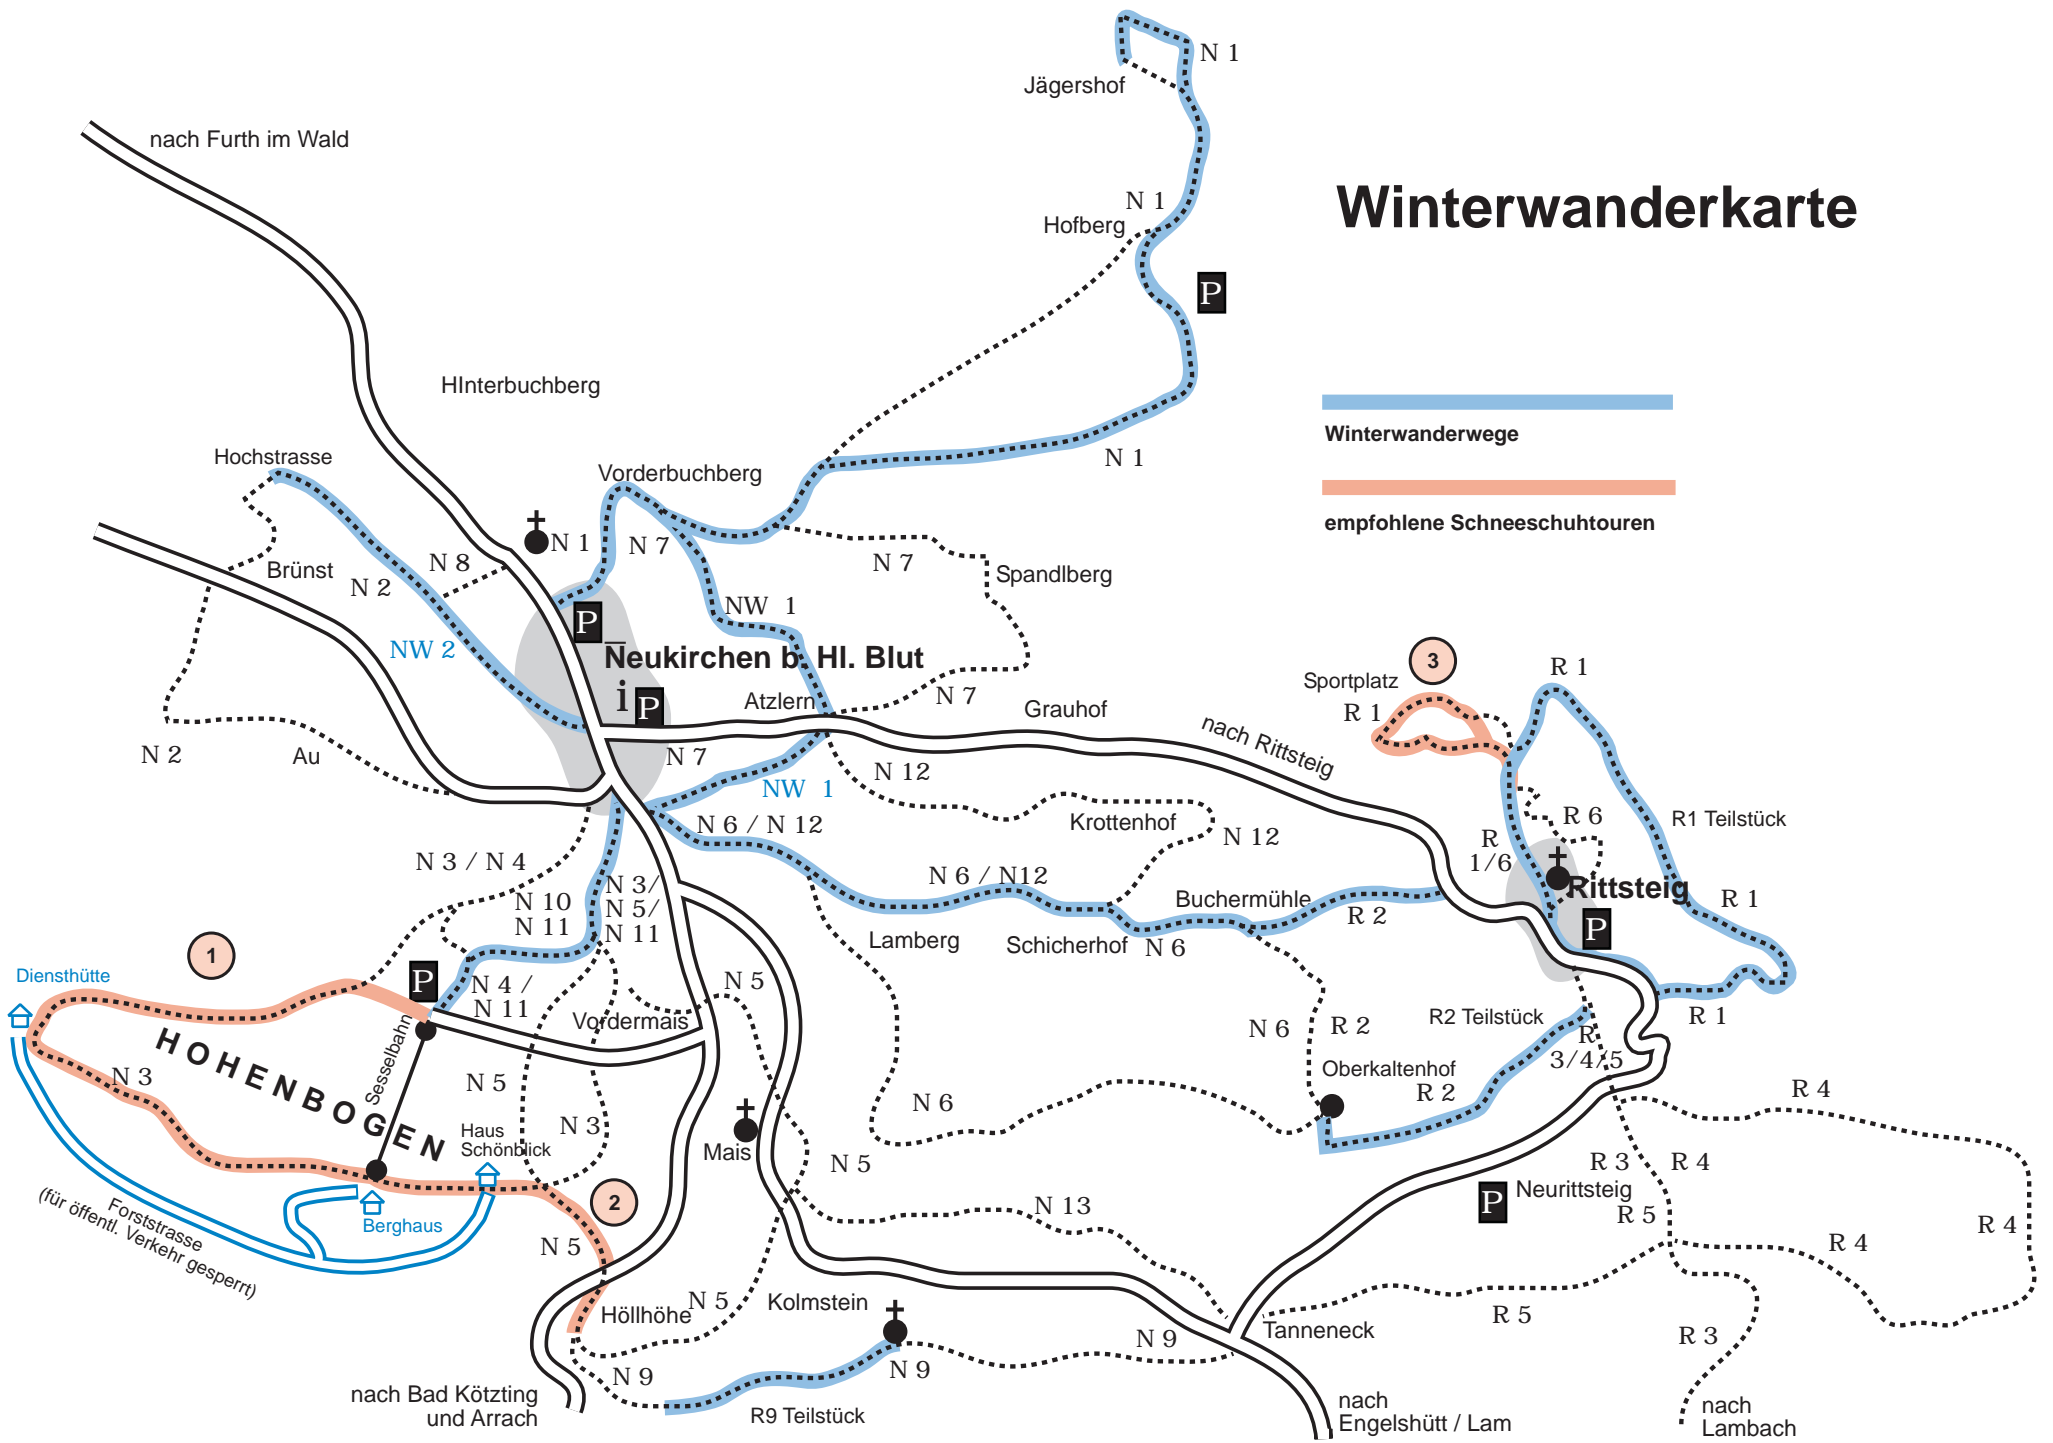 N 1
Jägershof
nach Furth im Wald
Winterwanderkarte
N 1
Hofberg
P
HInterbuchberg
Winterwanderwege
N 1
Hochstrasse
Vorderbuchberg
empfohlene Schneeschuhtouren
N 1
N 7
N 7
N 8
Brünst
N 2
Spandlberg
NW 1
P
NW 2
Neukirchen b. Hl. Blut
i
P
Atzlern
N 7
Grauhof
nach Rittsteig
3
Sportplatz
R 1
R 1
N 2
Au
N 7
N 12
NW 1
N 6 / N 12
Krottenhof
N 12
R 6
R1 Teilstück
R
1/6
N 3 / N 4
N 10
N 11
N 3/
N 5/
N 11
N 6 / N12
Buchermühle
R 2
Rittsteig
R 1
P
Lamberg
Schicherhof
N 6
1
Diensthütte
P
N 4 /
N 11
N 5
Vordermais
N 6
R 2
R2 Teilstück
R 1
R
3/4/5
HOHENBOGEN
Sesselbahn
N 3
N 5
Oberkaltenhof
R 2
R 4
N 6
N 3
Haus
Schönblick
Mais
N 5
R 3
R 4
P
Neurittsteig
R 5
Forststrasse
(für öffentl. Verkehr gesperrt)
Berghaus
2
N 5
N 13
R 4
R 4
Höllhöhe
N 5
Kolmstein
R 5
Tanneneck
R 3
N 9
N 9
N 9
nach Bad Kötzting
und Arrach
R9 Teilstück
nach
Engelshütt / Lam
nach
Lambach